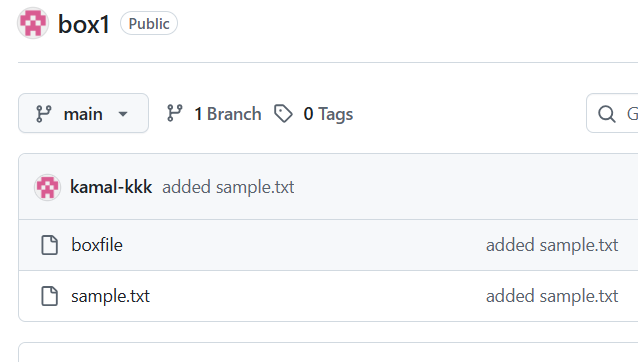 box1 Public
main 1 Branch 0 Tags
kamal-kkk added sample.txt
boxfile added sample.txt
sample.txt added sample.txt